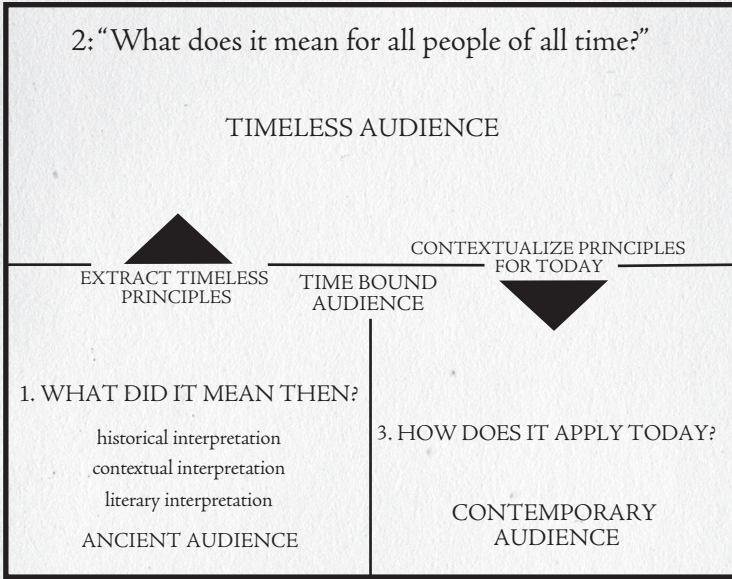 2: “What does it mean for all people of all time?”
TIMELESS AUDIENCE
EXTRACT TIMELESS
PRINCIPLES
TIME BOUND
AUDIENCE
CONTEXTUALIZE PRINCIPLES
FOR TODAY
1. WHAT DID IT MEAN THEN?
historical interpretation
contextual interpretation
literary interpretation
ANCIENT AUDIENCE
3. HOW DOES IT APPLY TODAY?
CONTEMPORARY
AUDIENCE